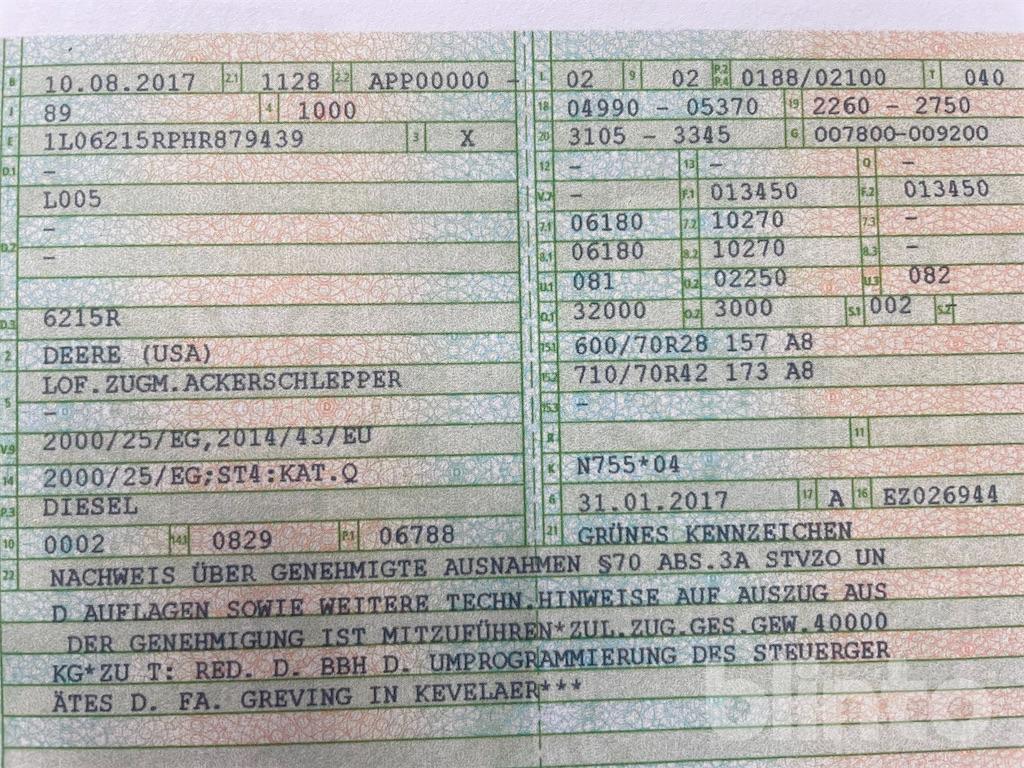 B 10.08.2017 2.1 1128 2.2 APP00000 -
J 89 4 1000
E 1L06215RPHR879439 3 X
D.1 -
L005
-
D.2 -
D.3 6215R
2 DEERE (USA)
LOF.ZUGM.ACKERSCHLEPPER
5 -
V.9 2000/25/EG,2014/43/EU
14 2000/25/EG;ST4:KAT.Q
P.3 DIESEL
10 0002 14.1 0829 P.1 06788
L 02 9 02 P.2 P.4 0188/02100 T 040
18 04990 - 05370 19 2260 - 2750
20 3105 - 3345 G 007800-009200
12 - 13 - Q -
V.7 - F.1 013450 F.2 013450
7.1 06180 7.2 10270 7.3 -
8.1 06180 8.2 10270 8.3 -
U.1 081 U.2 02250 U.3 082
O.1 32000 O.2 3000 S.1 002 S.2 -
15.1 600/70R28 157 A8
15.2 710/70R42 173 A8
15.3 -
R 11
K N755*04
6 31.01.2017 17 A 16 EZ026944
21 GRÜNES KENNZEICHEN
22 NACHWEIS ÜBER GENEHMIGTE AUSNAHMEN §70 ABS.3A STVZO UN
D AUFLAGEN SOWIE WEITERE TECHN.HINWEISE AUF AUSZUG AUS
DER GENEHMIGUNG IST MITZUFÜHREN*ZUL.ZUG.GES.GEW.40000
KG*ZU T: RED. D. BBH D. UMPROGRAMMIERUNG DES STEUERGER
ÄTES D. FA. GREVING IN KEVELAER***
blinto